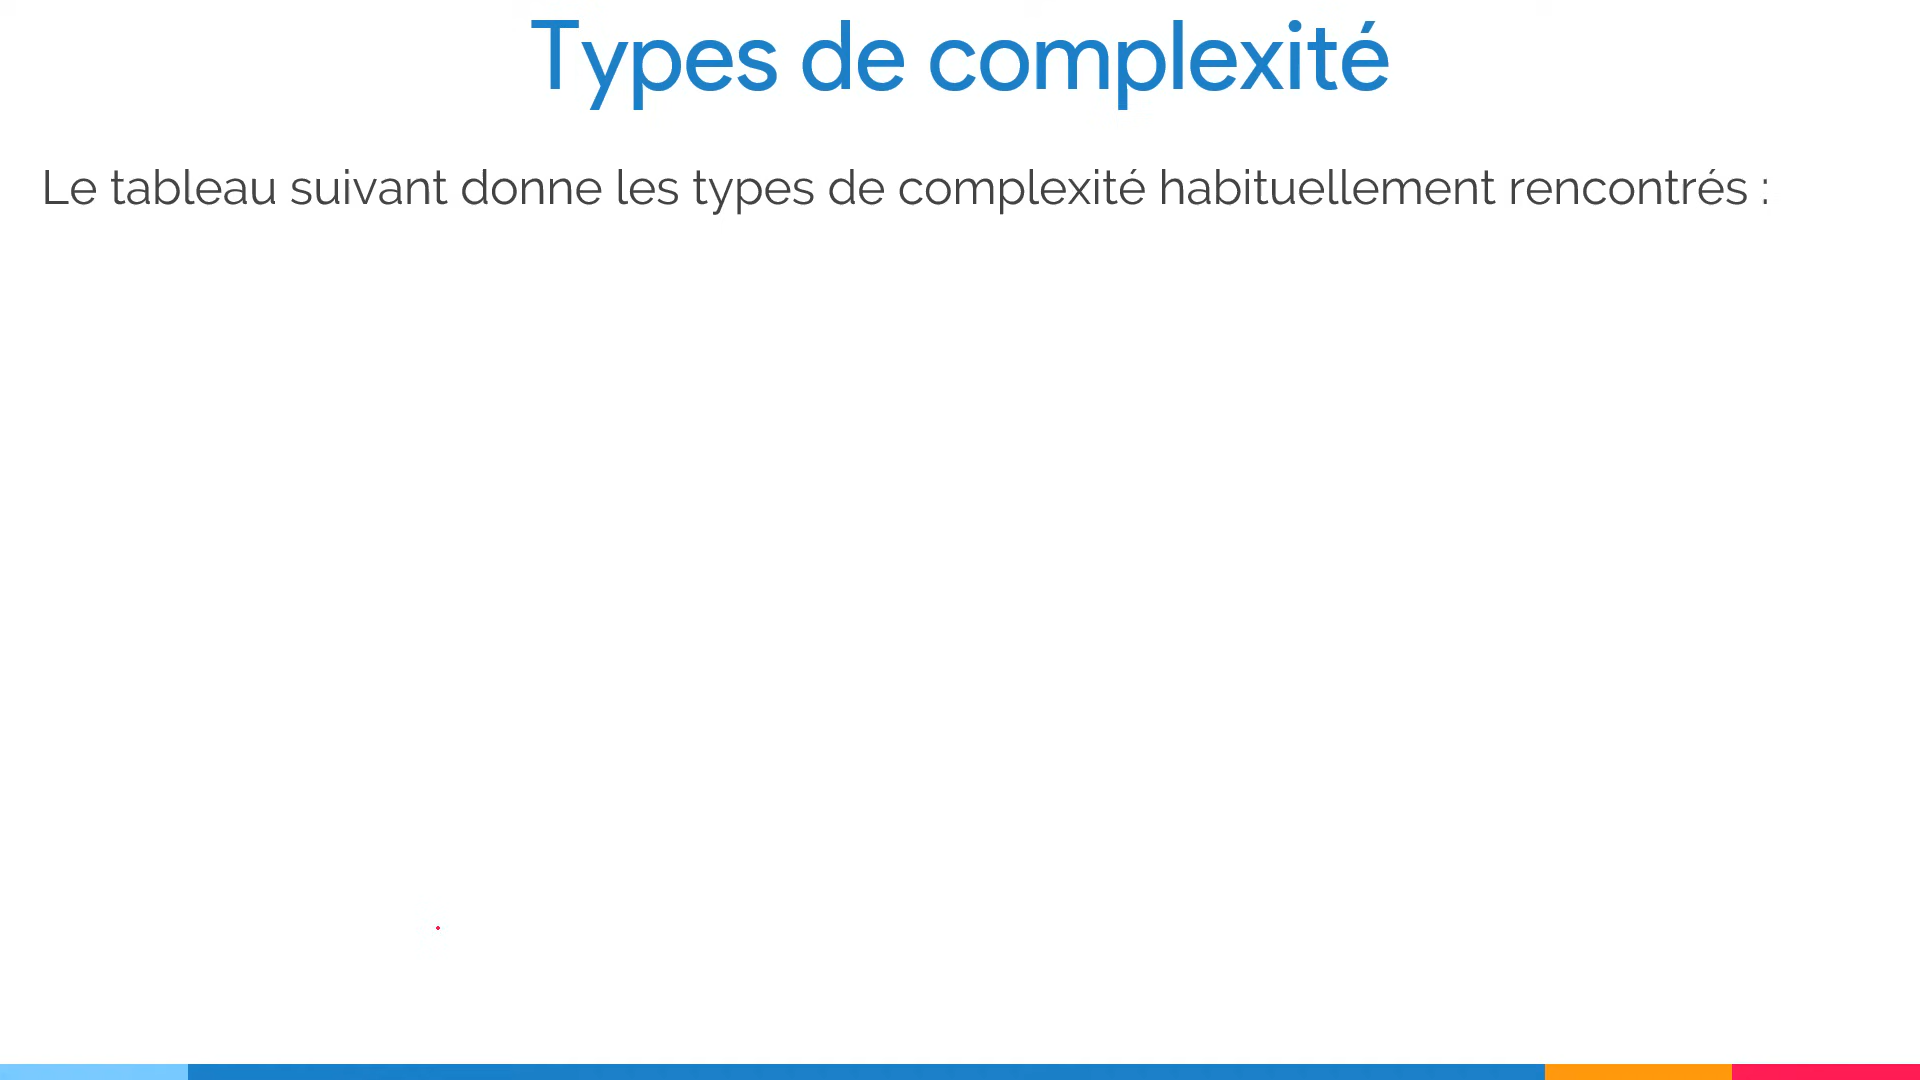 Types de complexité
Le tableau suivant donne les types de complexité habituellement rencontrés :